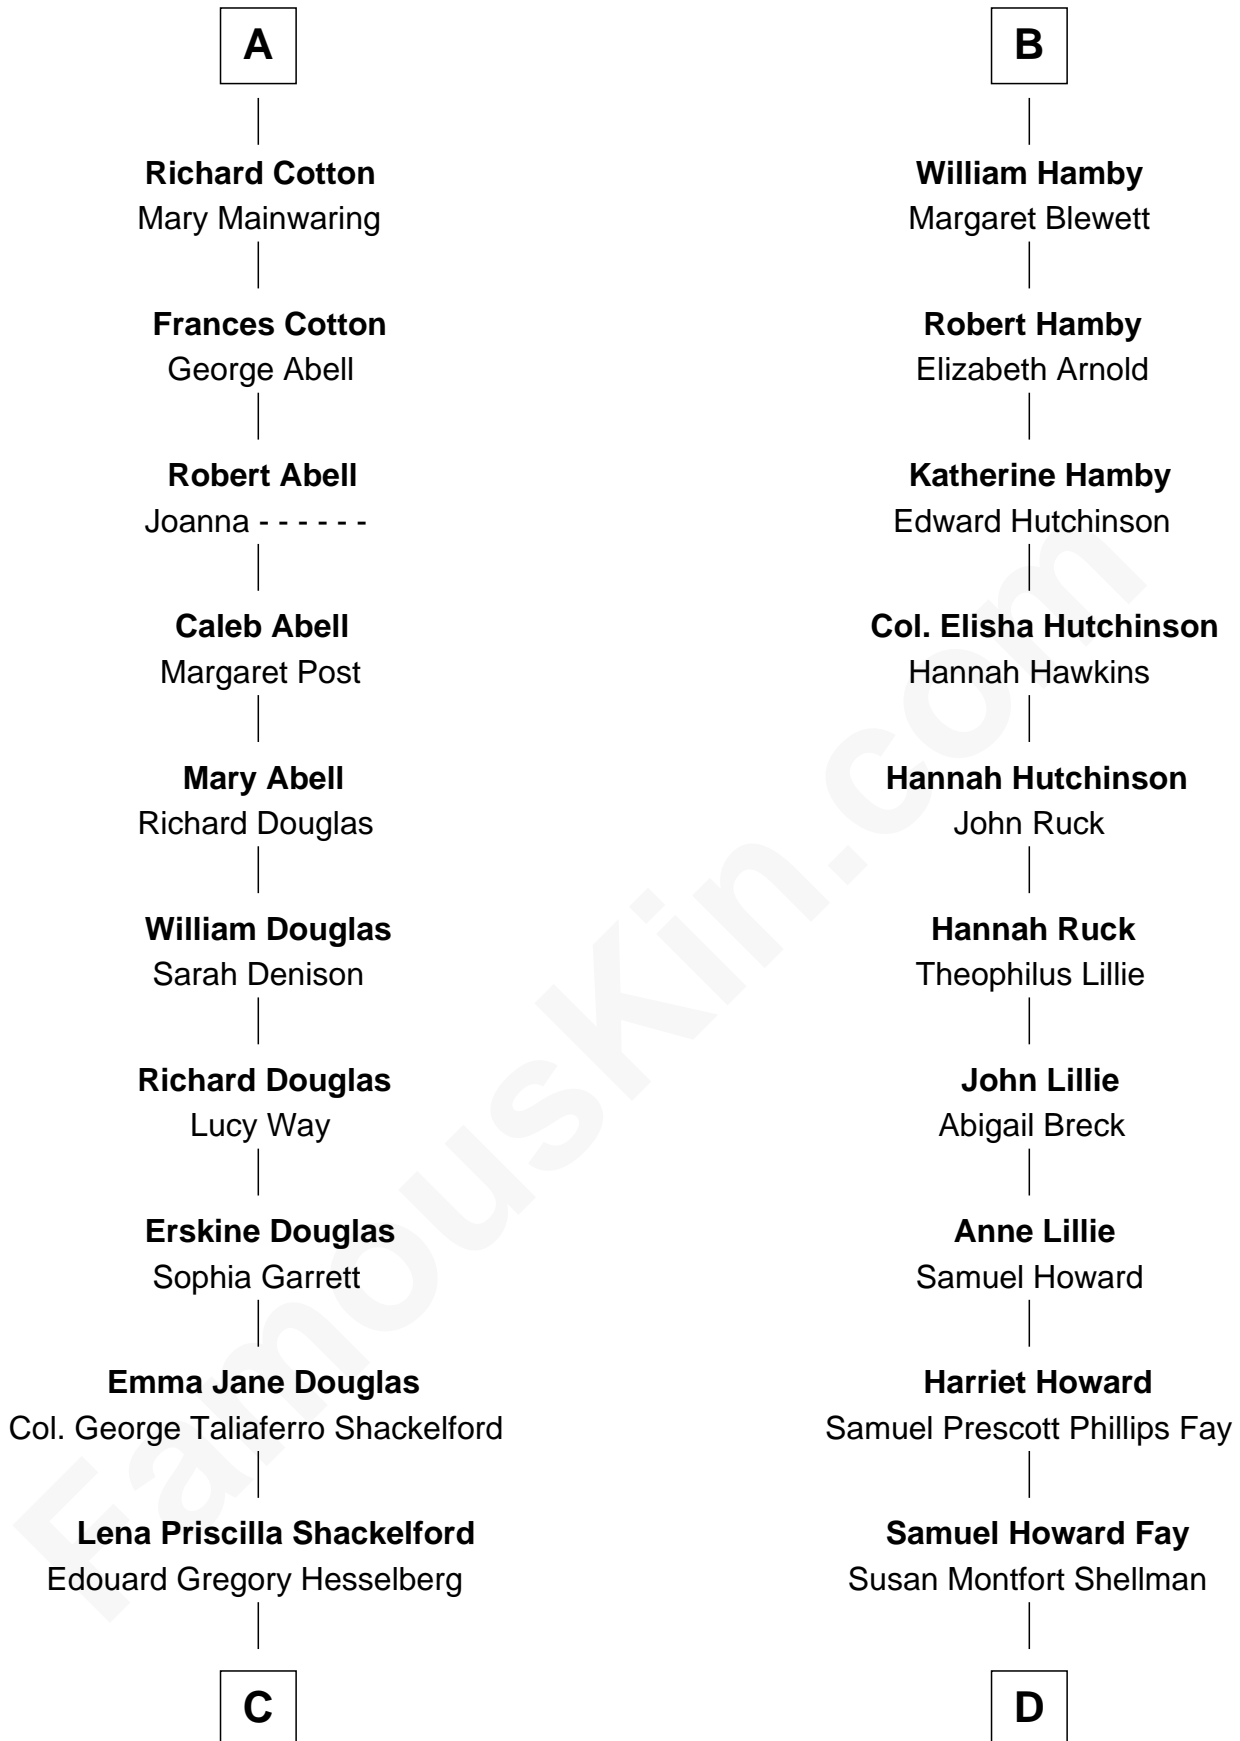 A
Richard Cotton
Mary Mainwaring
Frances Cotton
George Abell
Robert Abell
Joanna - - - - - -
Caleb Abell
Margaret Post
Mary Abell
Richard Douglas
William Douglas
Sarah Denison
Richard Douglas
Lucy Way
Erskine Douglas
Sophia Garrett
Emma Jane Douglas
Col. George Taliaferro Shackelford
Lena Priscilla Shackelford
Edouard Gregory Hesselberg
C
B
William Hamby
Margaret Blewett
Robert Hamby
Elizabeth Arnold
Katherine Hamby
Edward Hutchinson
Col. Elisha Hutchinson
Hannah Hawkins
Hannah Hutchinson
John Ruck
Hannah Ruck
Theophilus Lillie
John Lillie
Abigail Breck
Anne Lillie
Samuel Howard
Harriet Howard
Samuel Prescott Phillips Fay
Samuel Howard Fay
Susan Montfort Shellman
D
FamousKin.com